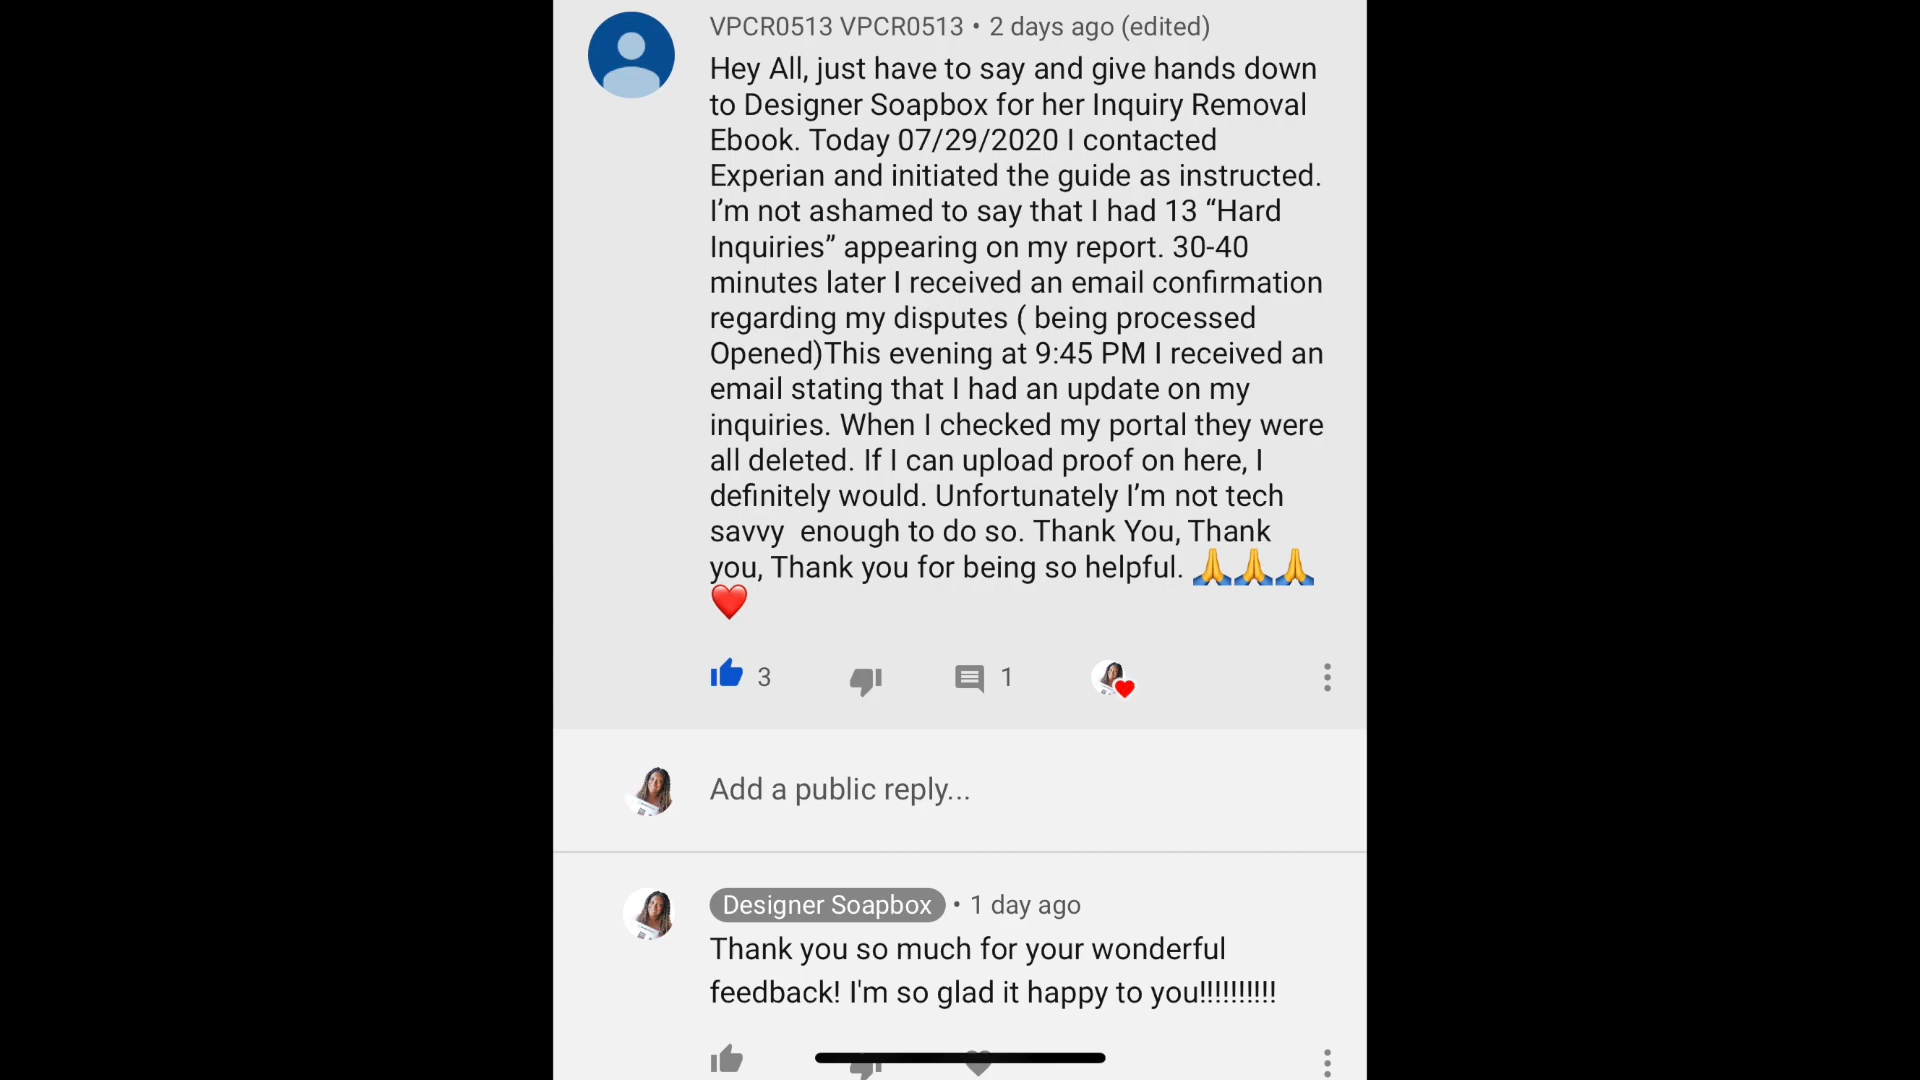 VPCR0513 VPCR0513 • 2 days ago (edited)
Hey All, just have to say and give hands down
to Designer Soapbox for her Inquiry Removal
Ebook. Today 07/29/2020 I contacted
Experian and initiated the guide as instructed.
I’m not ashamed to say that I had 13 “Hard
Inquiries” appearing on my report. 30-40
minutes later I received an email confirmation
regarding my disputes ( being processed
Opened)This evening at 9:45 PM I received an
email stating that I had an update on my
inquiries. When I checked my portal they were
all deleted. If I can upload proof on here, I
definitely would. Unfortunately I’m not tech
savvy  enough to do so. Thank You, Thank
you, Thank you for being so helpful. 🙏🙏🙏
❤️
3 1
Add a public reply...
Designer Soapbox • 1 day ago
Thank you so much for your wonderful
feedback! I'm so glad it happy to you!!!!!!!!!!